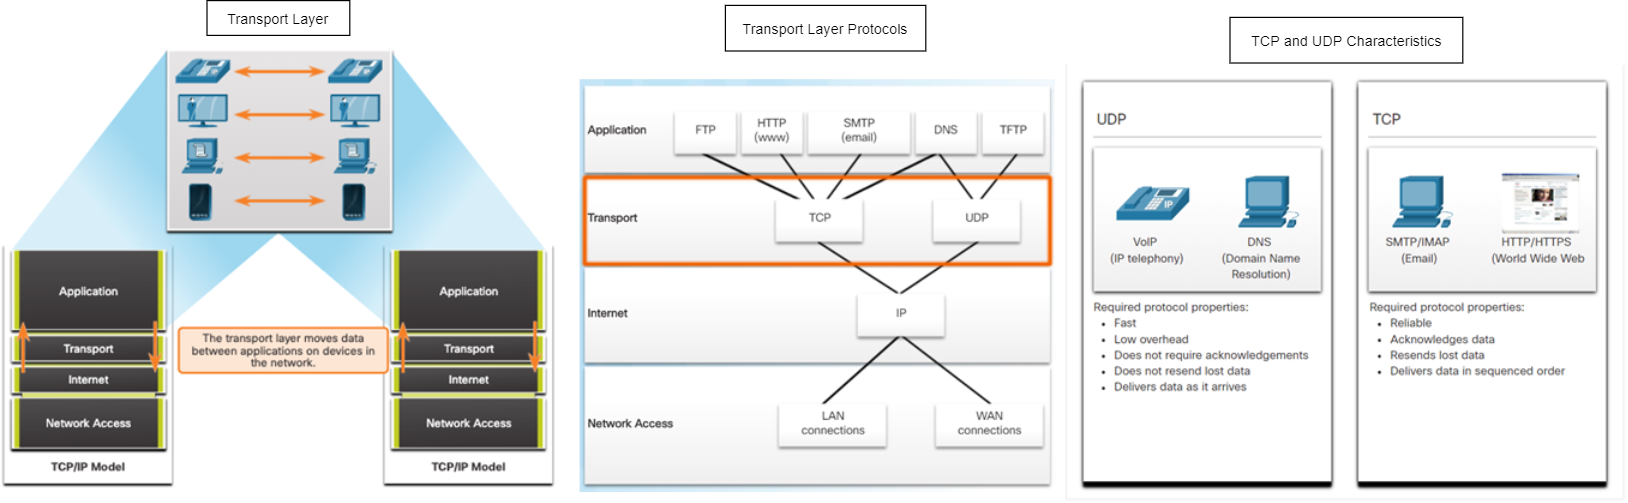 Transport Layer
Application
Transport
Internet
Network Access
TCP/IP Model
The transport layer moves data
between applications on devices in
the network.
Application
Transport
Internet
Network Access
TCP/IP Model
Transport Layer Protocols
Application
FTP
HTTP
(www)
SMTP
(email)
DNS
TFTP
Transport
TCP
UDP
Internet
IP
Network Access
LAN
connections
WAN
connections
TCP and UDP Characteristics
UDP
IP
VoIP
(IP telephony)
DNS
(Domain Name
Resolution)
Required protocol properties:
• Fast
• Low overhead
• Does not require acknowledgements
• Does not resend lost data
• Delivers data as it arrives
TCP
SMTP/IMAP
(Email)
HTTP/HTTPS
(World Wide Web
Required protocol properties:
• Reliable
• Acknowledges data
• Resends lost data
• Delivers data in sequenced order